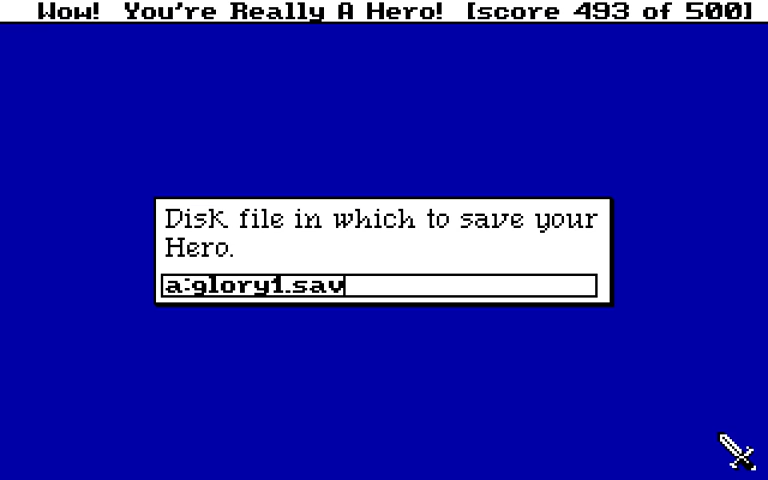 Wow! You're Really A Hero! [score 493 of 500]
Disk file in which to save your
Hero.
a:glory1.sav